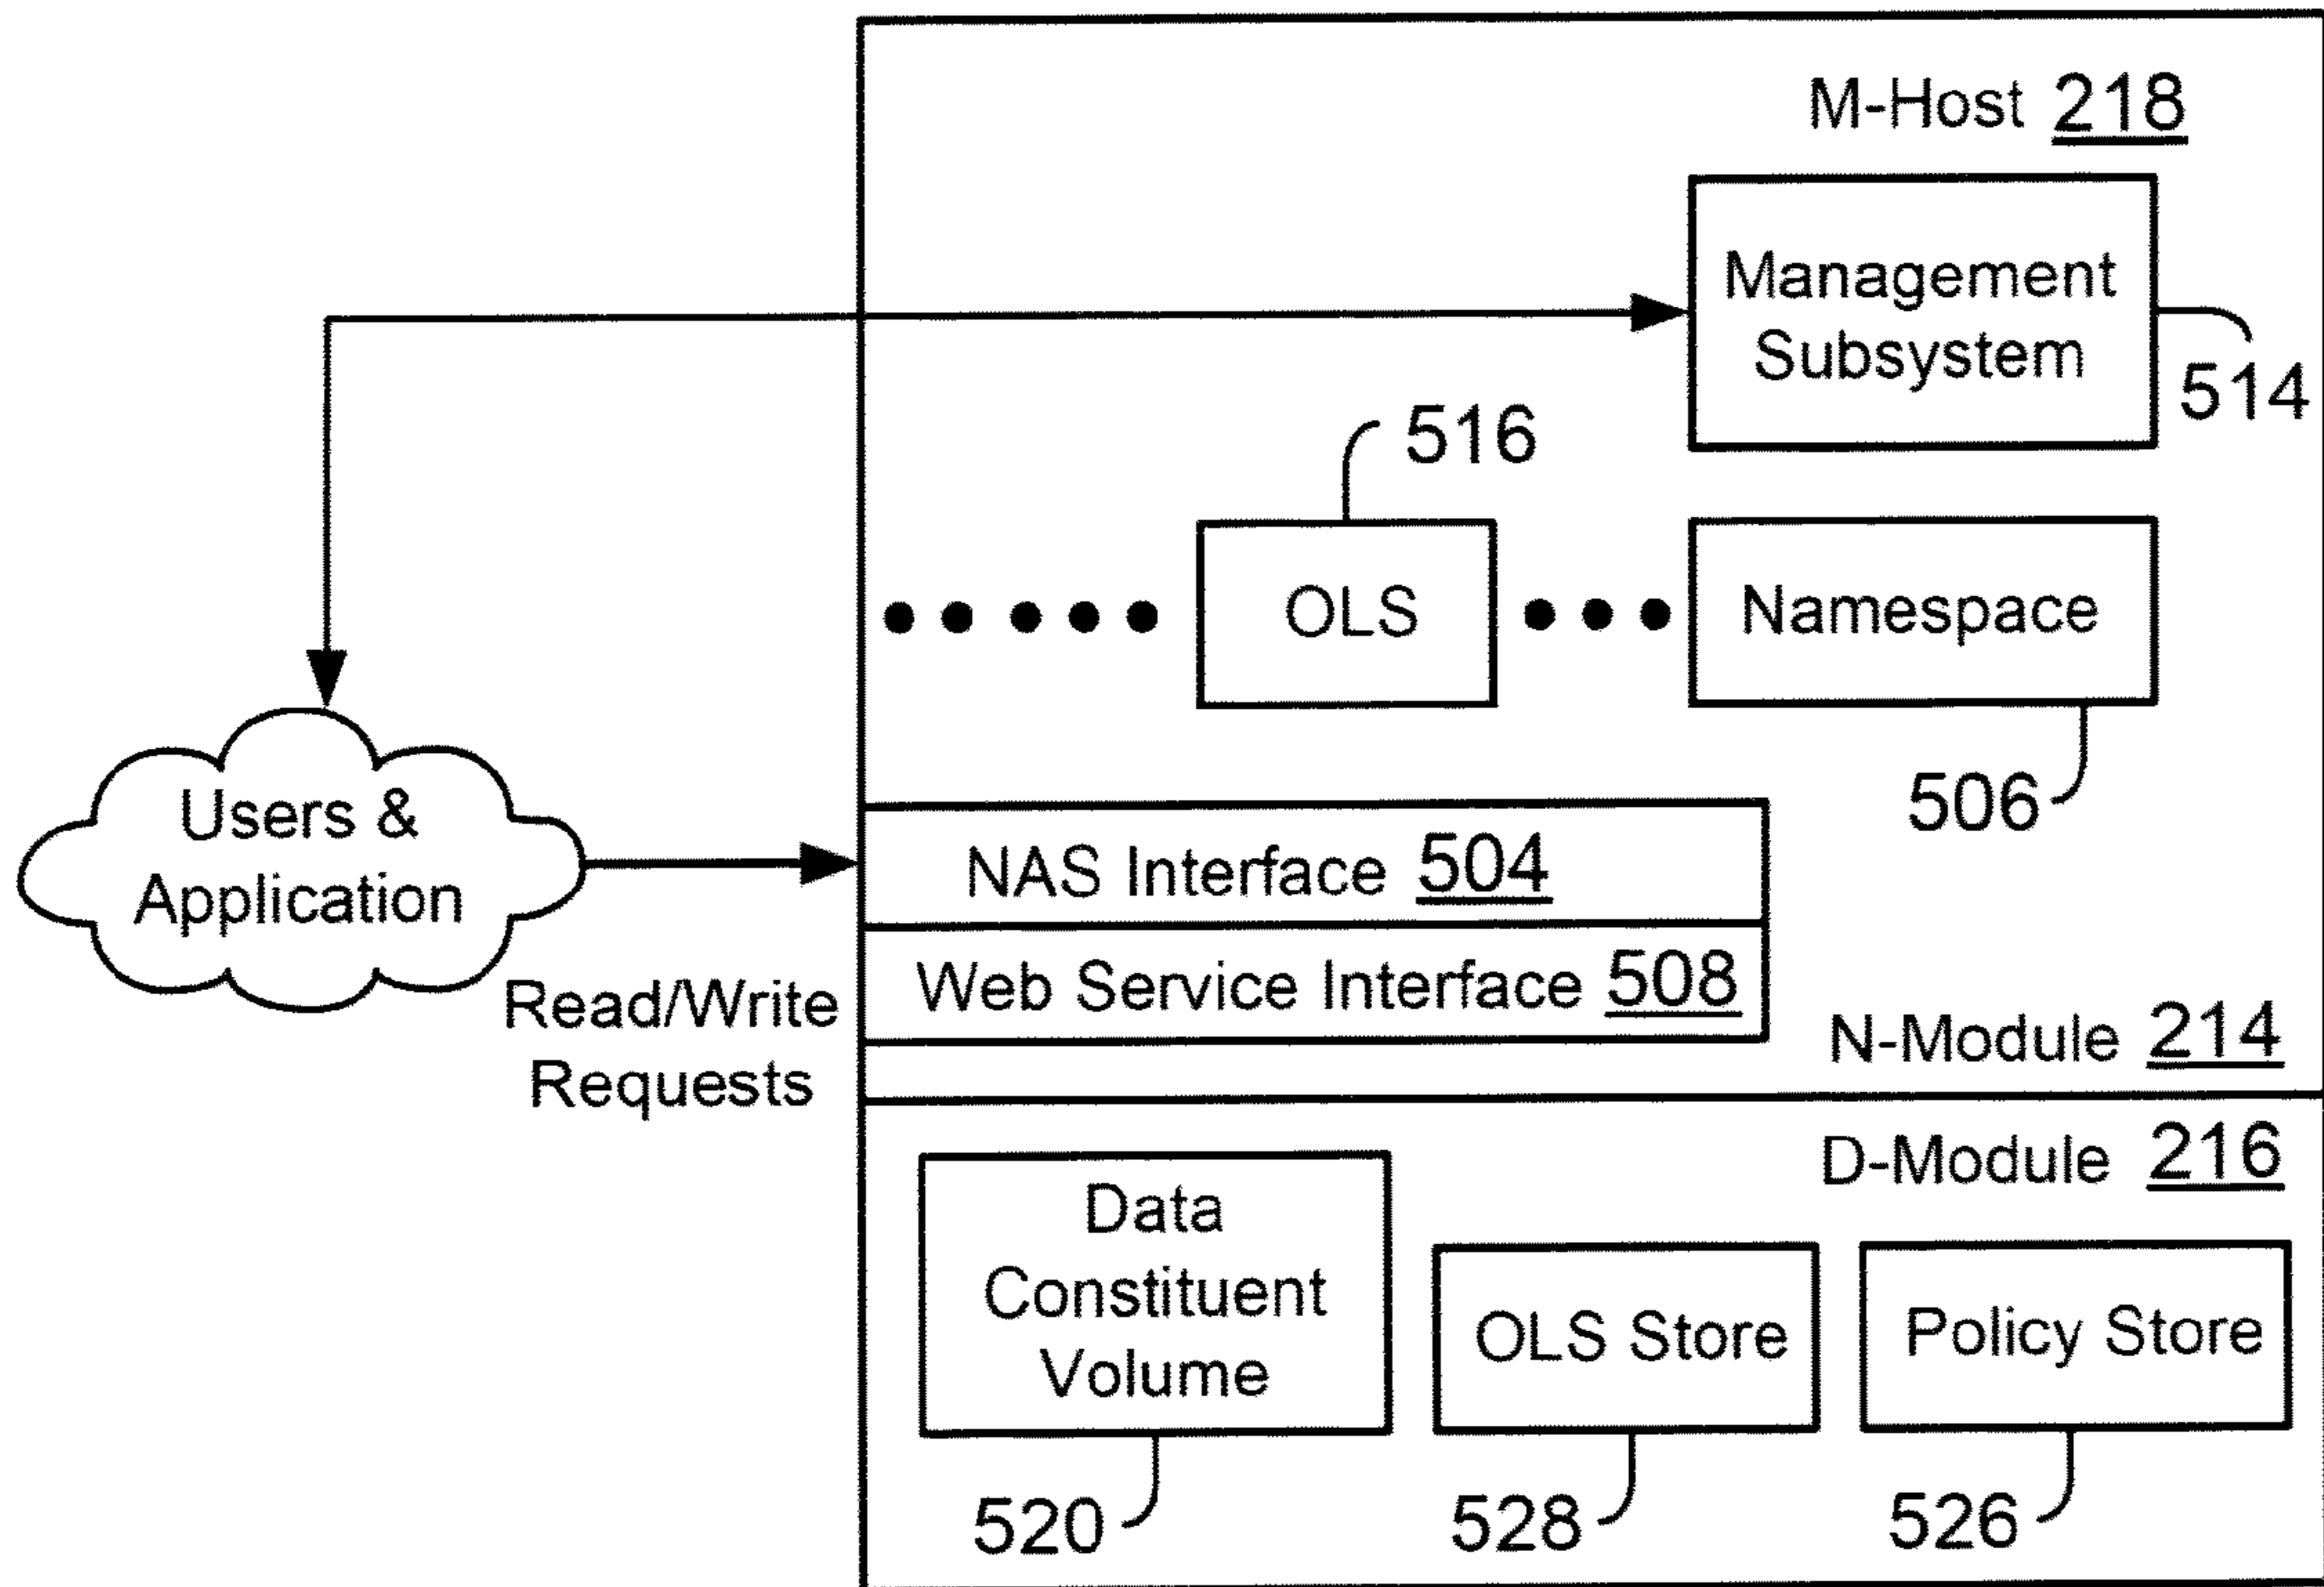 M-Host 218
Management
Subsystem
514
516
OLS
Namespace
506
Users &
Application
Read/Write
Requests
NAS Interface 504
Web Service Interface 508
N-Module 214
D-Module 216
Data
Constituent
Volume
OLS Store
Policy Store
520
528
526